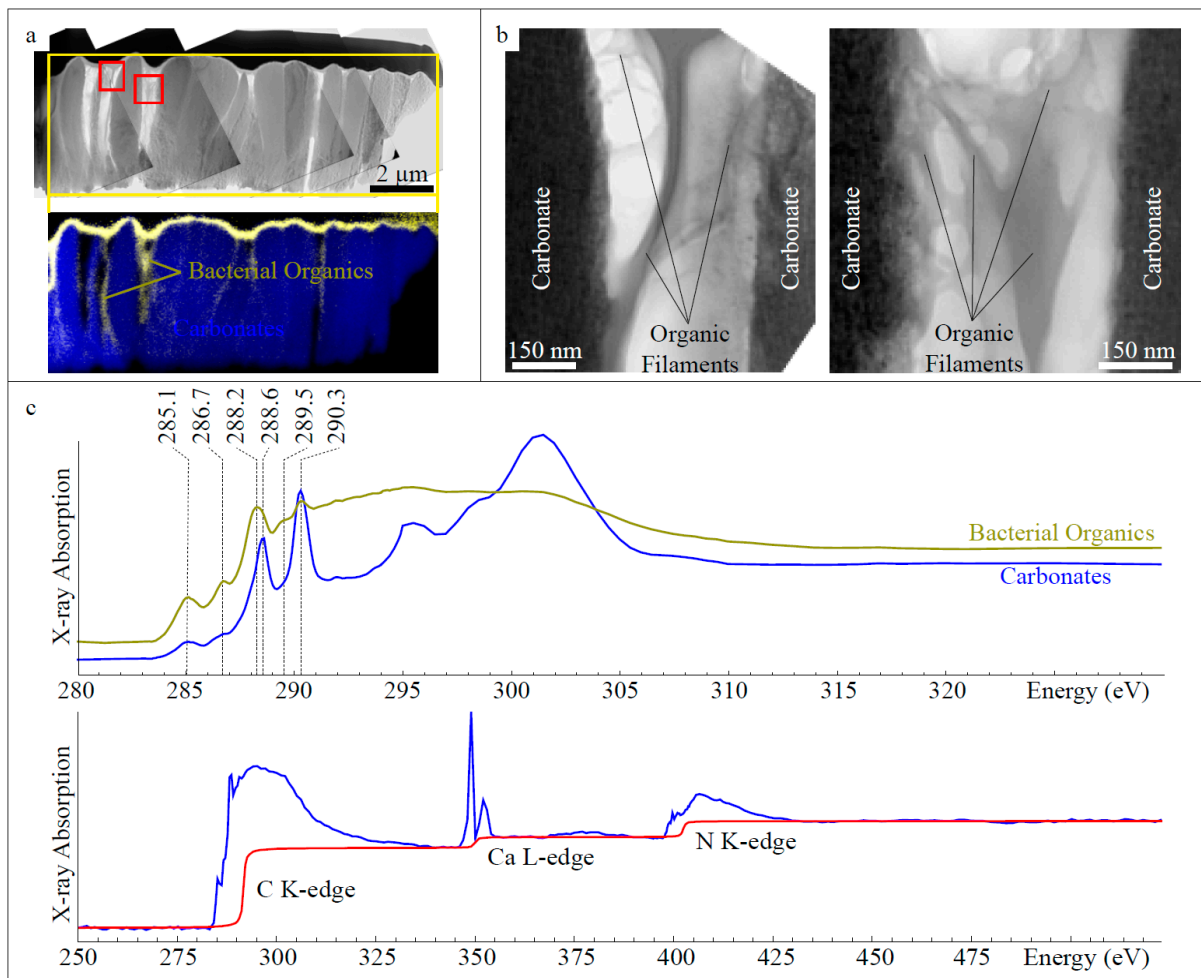 a
2 μm
Bacterial Organics
Carbonates
b
Carbonate
Carbonate
Organic
Filaments
150 nm
Carbonate
Carbonate
Organic
Filaments
150 nm
c
285.1
286.7
288.2
288.6
289.5
290.3
X-ray Absorption
Bacterial Organics
Carbonates
280 285 290 295 300 305 310 315 320 Energy (eV)
X-ray Absorption
C K-edge
Ca L-edge
N K-edge
250 275 300 325 350 375 400 425 450 475 Energy (eV)